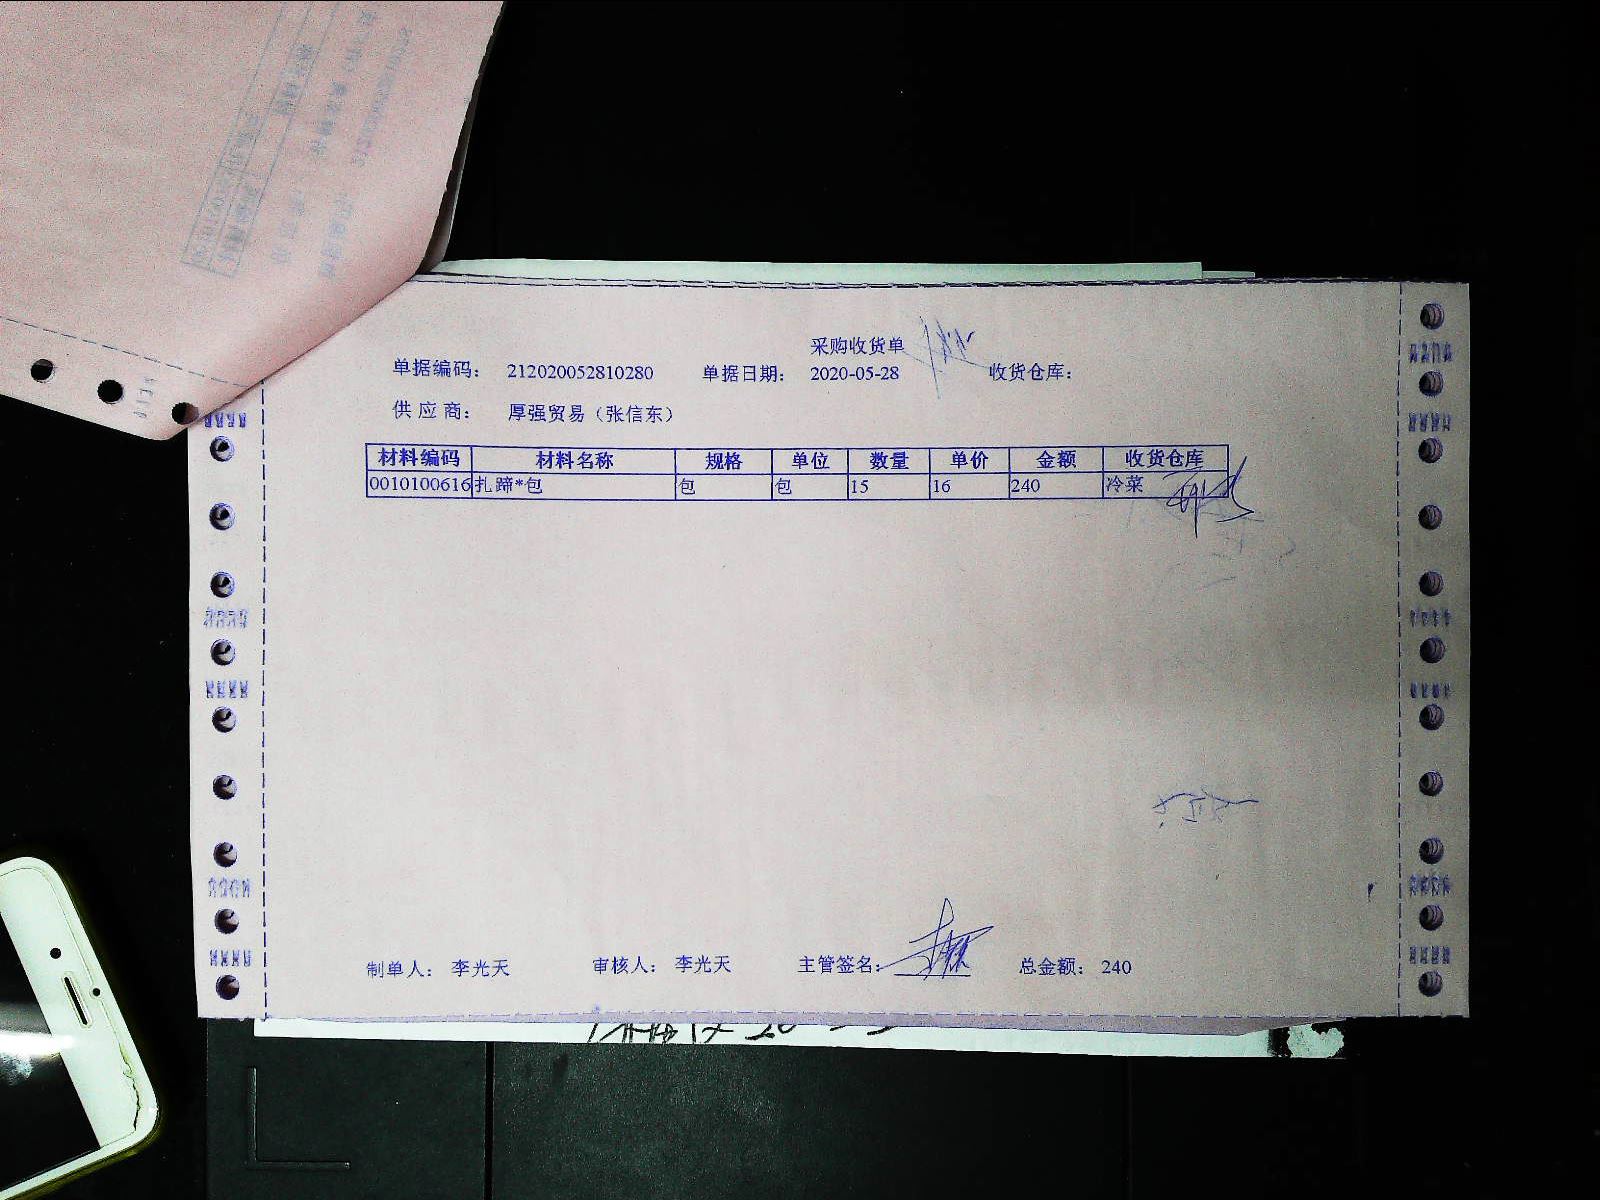 采购收货单
单据编码： 212020052810280 单据日期： 2020-05-28 收货仓库：
供应商： 厚强贸易（张信东）
材料编码 材料名称 规格 单位 数量 单价 金额 收货仓库
0010100616 扎蹄*包 包 包 15 16 240 冷菜
制单人： 李光天 审核人： 李光天 主管签名： 总金额： 240